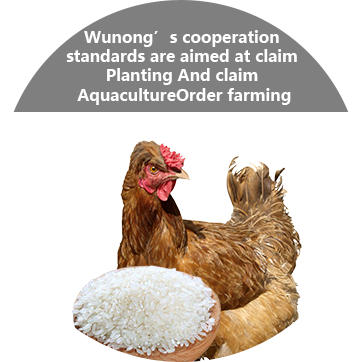 Wunong’s cooperation
standards are aimed at claim
Planting And claim
AquacultureOrder farming